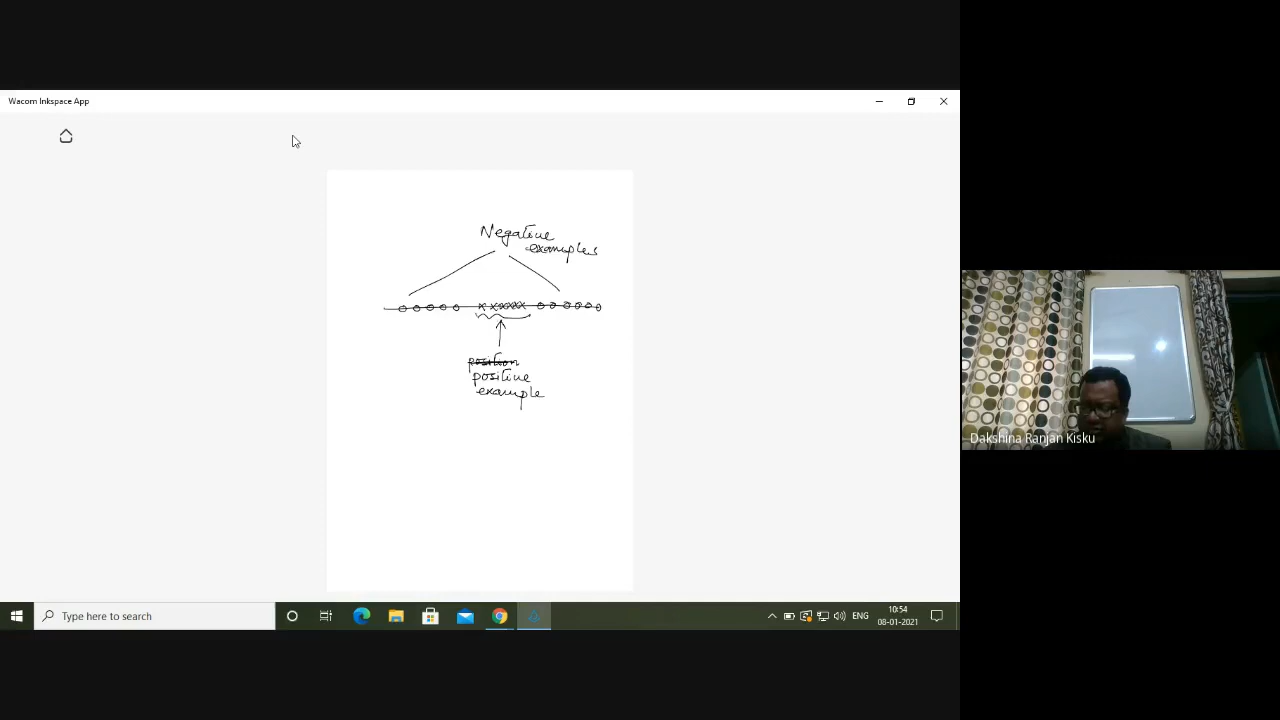 Wacom Inkspace App
Negative
examples
position
positive
example
Dakshina Ranjan Kisku
Type here to search
ENG
10:54
08-01-2021